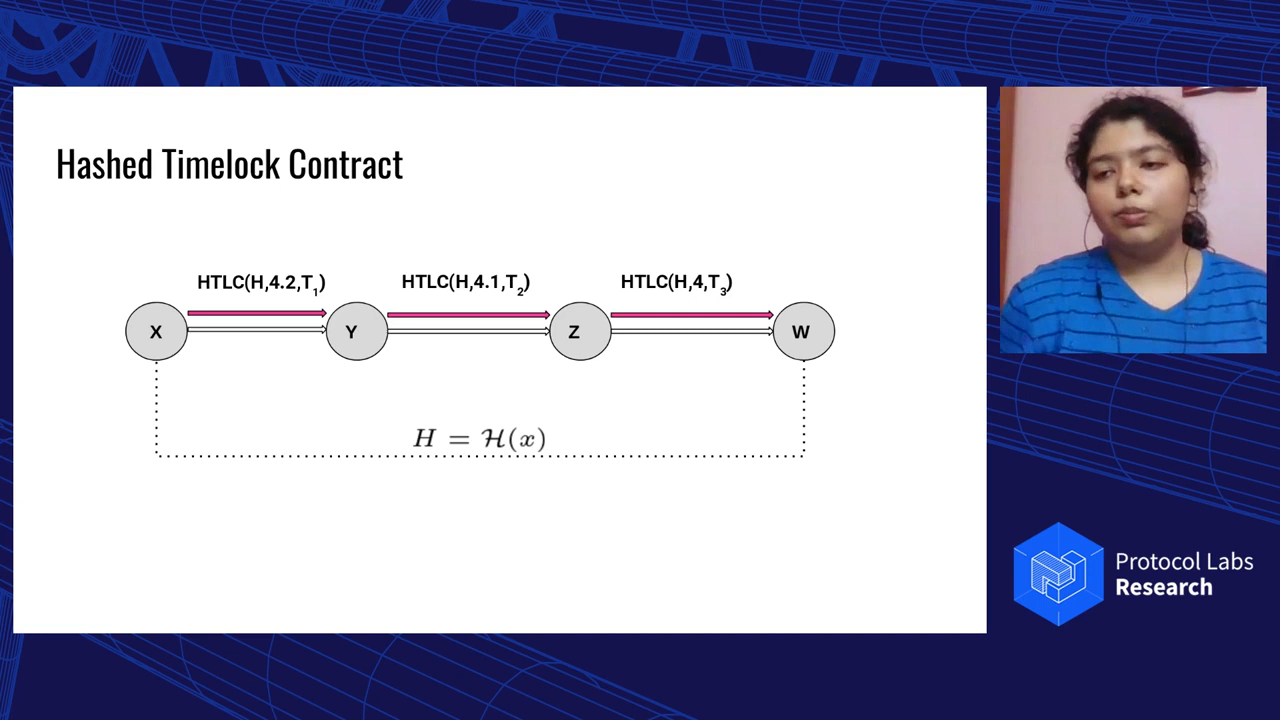 Hashed Timelock Contract
HTLC(H,4.2,T₁) HTLC(H,4.1,T₂) HTLC(H,4,T₃)
X Y Z W
H = ℋ(x)
Protocol Labs
Research